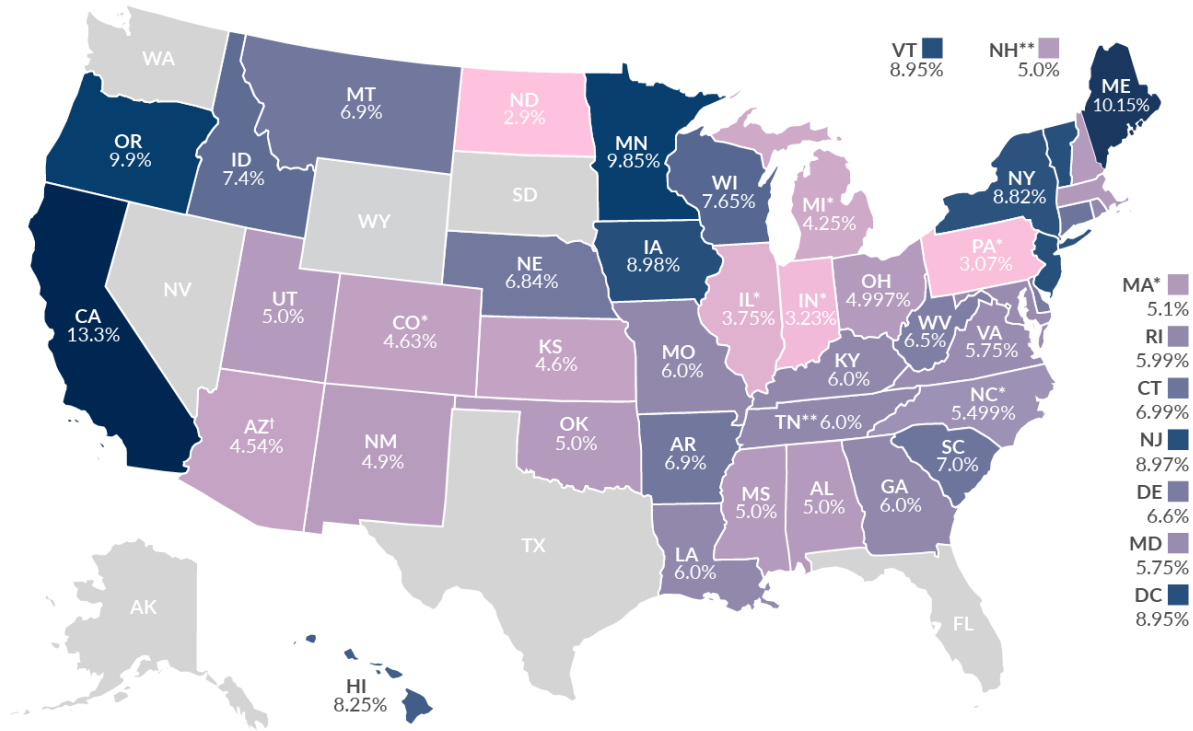 WA
MT
6.9%
ND
2.9%
VT
8.95%
NH**
5.0%
ME
10.15%
OR
9.9%
ID
7.4%
MN
9.85%
WI
7.65%
MI*
4.25%
NY
8.82%
SD
WY
NV
CA
13.3%
UT
5.0%
CO*
4.63%
NE
6.84%
IA
8.98%
KS
4.6%
MO
6.0%
IL*
3.75%
IN*
3.23%
OH
4.997%
PA*
3.07%
WV
6.5%
VA
5.75%
KY
6.0%
NC*
5.499%
TN** 6.0%
SC
7.0%
AZ†
4.54%
NM
4.9%
OK
5.0%
AR
6.9%
MS
5.0%
AL
5.0%
GA
6.0%
LA
6.0%
TX
FL
AK
HI
8.25%
MA*
5.1%
RI
5.99%
CT
6.99%
NJ
8.97%
DE
6.6%
MD
5.75%
DC
8.95%